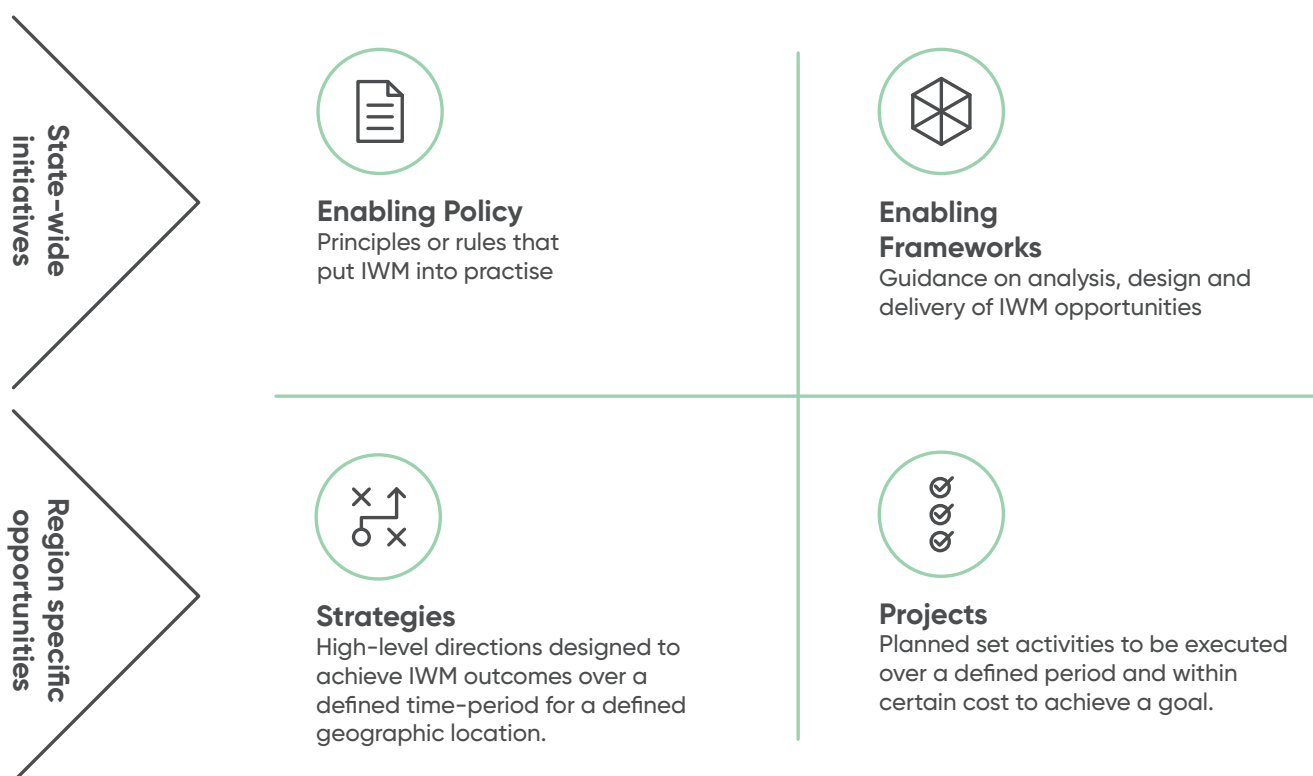 State-wide
initiatives
Enabling Policy
Principles or rules that
put IWM into practise
Enabling
Frameworks
Guidance on analysis, design and
delivery of IWM opportunities
Region specific
opportunities
Strategies
High-level directions designed to
achieve IWM outcomes over a
defined time-period for a defined
geographic location.
Projects
Planned set activities to be executed
over a defined period and within
certain cost to achieve a goal.